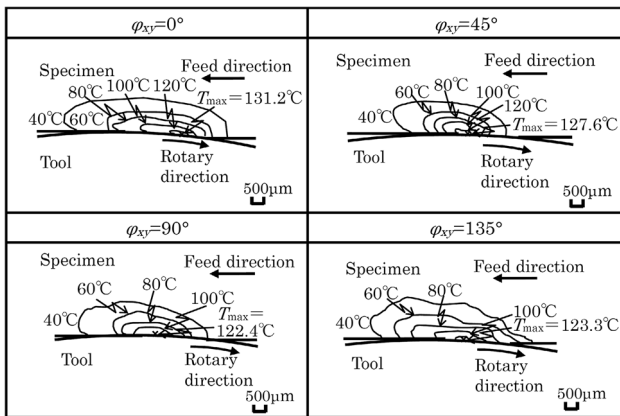 φxy=0°
Specimen
Feed direction
80℃ 100℃ 120℃
Tmax=131.2℃
40℃ 60℃
Tool
Rotary
direction
500μm
φxy=45°
Specimen
Feed direction
60℃ 80℃
100℃
120℃
40℃
Tmax=127.6℃
Tool
Rotary
direction
500μm
φxy=90°
Specimen
Feed direction
60℃
80℃
100℃
Tmax=
40℃
122.4℃
Tool
Rotary
direction
500μm
φxy=135°
Specimen
Feed direction
60℃
80℃
100℃
40℃
Tmax=123.3℃
Tool
Rotary
direction
500μm